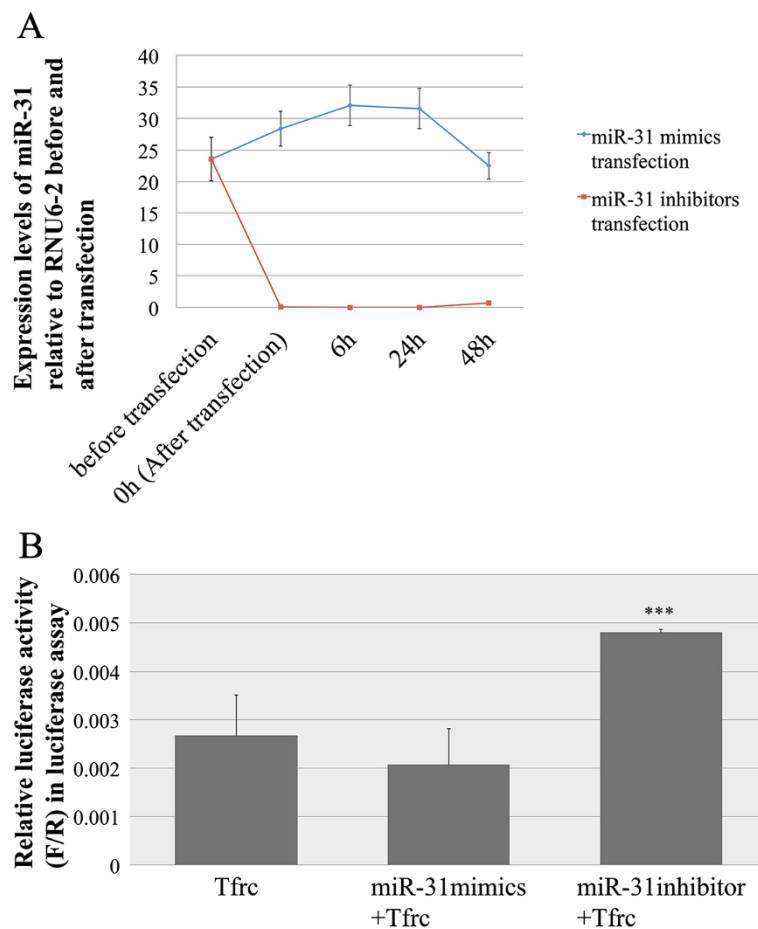 A
Expression levels of miR-31
relative to RNU6-2 before and
after transfection
40
35
30
25
20
15
10
5
0
before transfection
0h (After transfection)
6h
24h
48h
miR-31 mimics
transfection
miR-31 inhibitors
transfection
B
Relative luciferase activity
(F/R) in luciferase assay
0.006
0.005
0.004
0.003
0.002
0.001
0
***
Tfrc
miR-31mimics
+Tfrc
miR-31inhibitor
+Tfrc